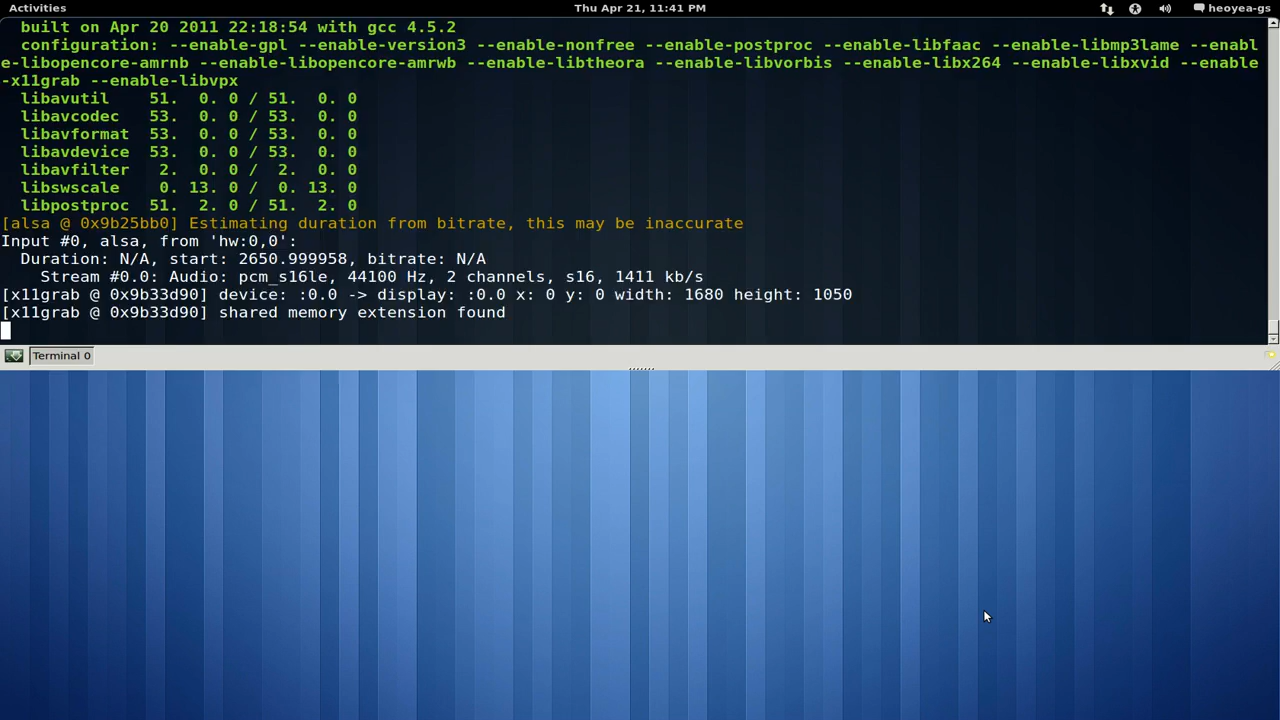 Activities Thu Apr 21, 11:41 PM heoyea-gs
built on Apr 20 2011 22:18:54 with gcc 4.5.2
configuration: --enable-gpl --enable-version3 --enable-nonfree --enable-postproc --enable-libfaac --enable-libmp3lame --enabl
e-libopencore-amrnb --enable-libopencore-amrwb --enable-libtheora --enable-libvorbis --enable-libx264 --enable-libxvid --enable
-x11grab --enable-libvpx
libavutil 51. 0. 0 / 51. 0. 0
libavcodec 53. 0. 0 / 53. 0. 0
libavformat 53. 0. 0 / 53. 0. 0
libavdevice 53. 0. 0 / 53. 0. 0
libavfilter 2. 0. 0 / 2. 0. 0
libswscale 0. 13. 0 / 0. 13. 0
libpostproc 51. 2. 0 / 51. 2. 0
[alsa @ 0x9b25bb0] Estimating duration from bitrate, this may be inaccurate
Input #0, alsa, from 'hw:0,0':
Duration: N/A, start: 2650.999958, bitrate: N/A
Stream #0.0: Audio: pcm_s16le, 44100 Hz, 2 channels, s16, 1411 kb/s
[x11grab @ 0x9b33d90] device: :0.0 -> display: :0.0 x: 0 y: 0 width: 1680 height: 1050
[x11grab @ 0x9b33d90] shared memory extension found
Terminal 0